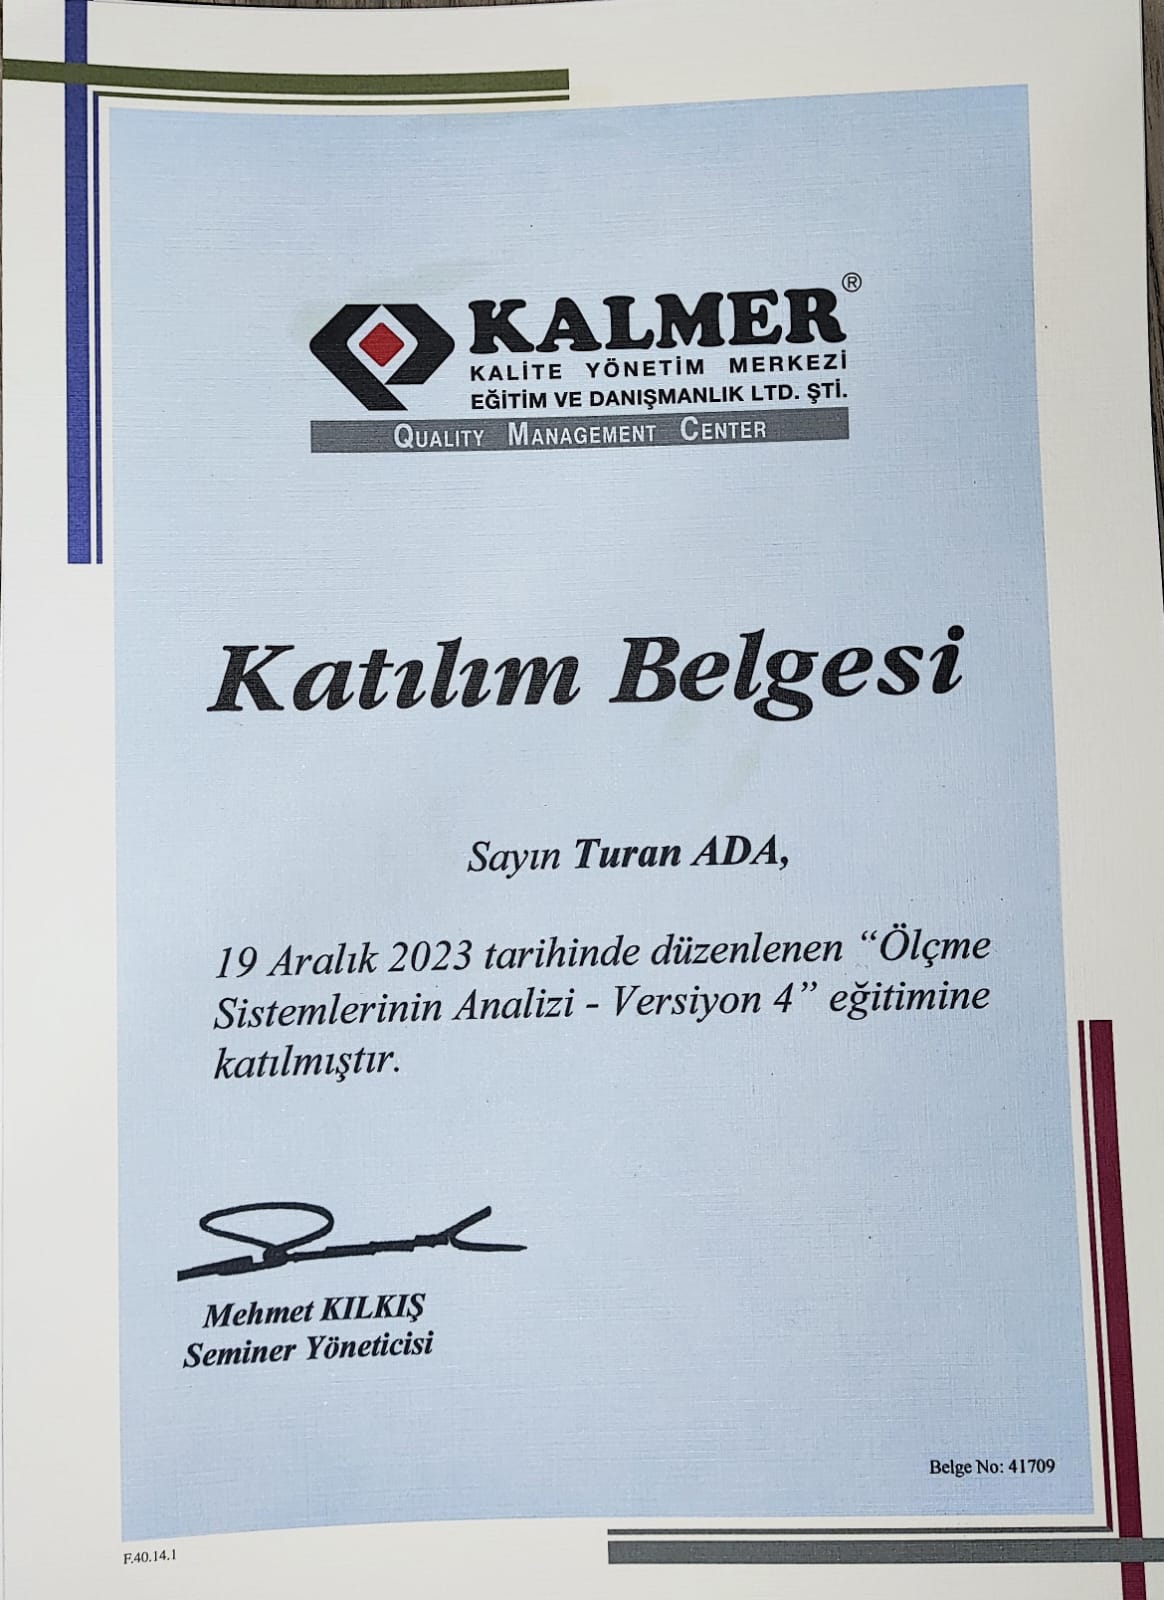 KALMER®
KALİTE YÖNETİM MERKEZİ
EĞİTİM VE DANIŞMANLIK LTD. ŞTİ.
QUALITY MANAGEMENT CENTER
Katılım Belgesi
Sayın Turan ADA,
19 Aralık 2023 tarihinde düzenlenen “Ölçme
Sistemlerinin Analizi - Versiyon 4” eğitimine
katılmıştır.
Mehmet KILKIŞ
Seminer Yöneticisi
Belge No: 41709
F.40.14.1